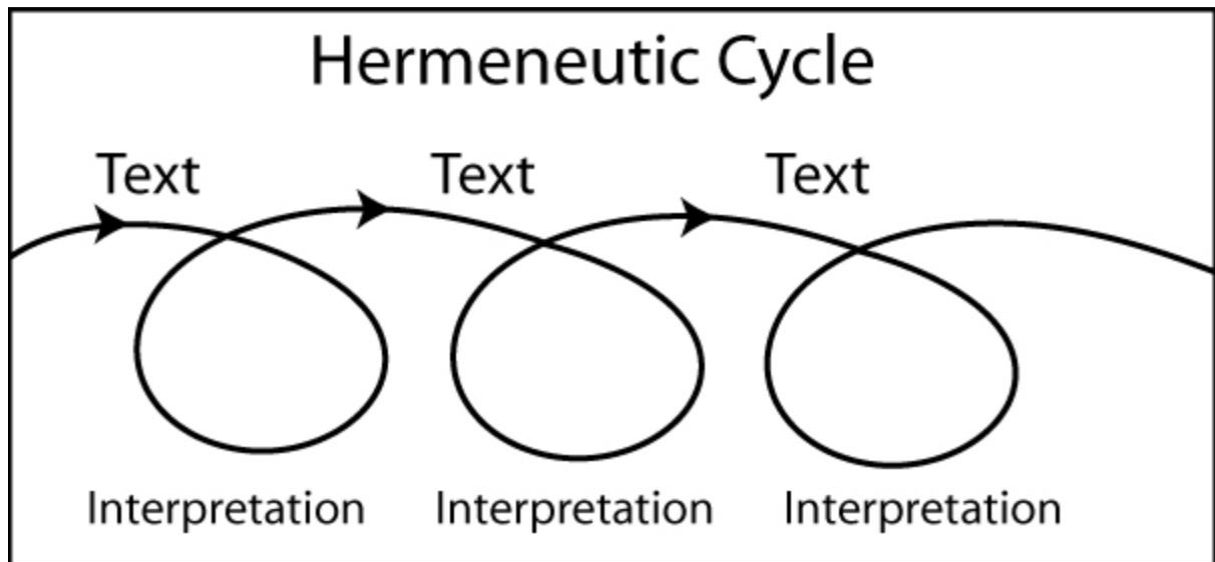 Hermeneutic Cycle
Text Text Text
Interpretation Interpretation Interpretation